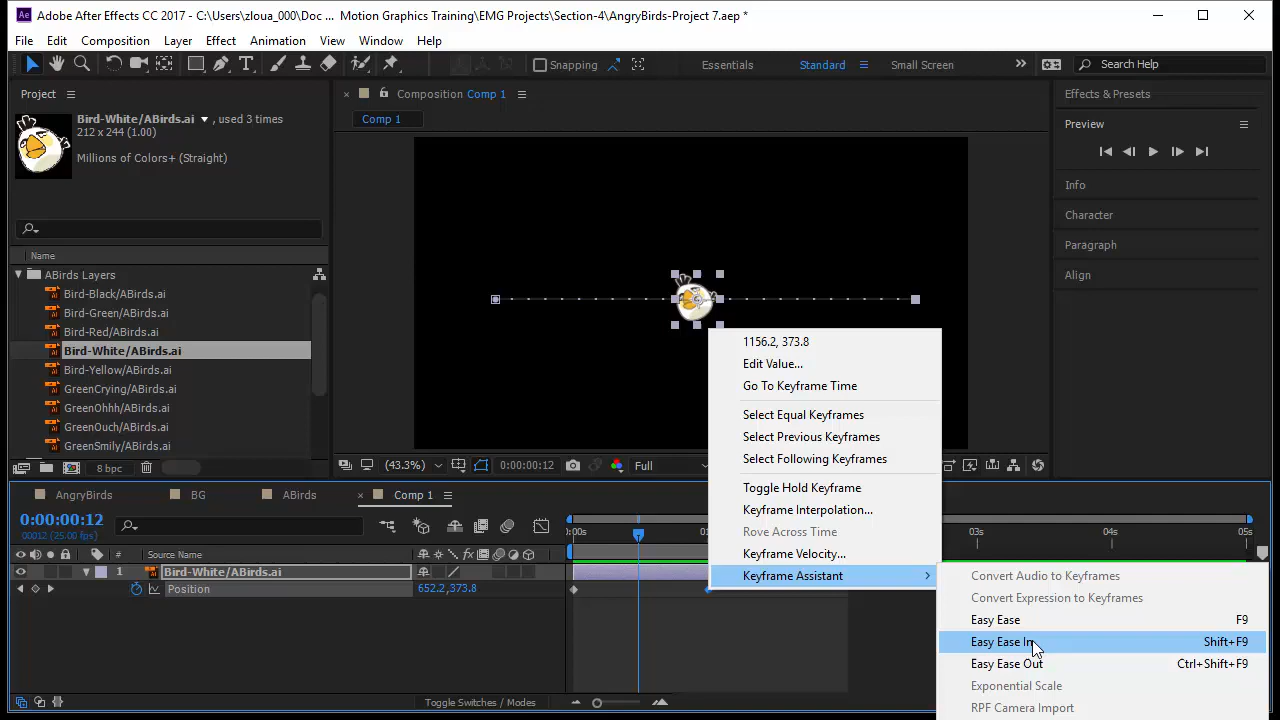 Adobe After Effects CC 2017 - C:\Users\zloua_000\Doc ... Motion Graphics Training\EMG Projects\Section-4\AngryBirds-Project 7.aep *
File Edit Composition Layer Effect Animation View Window Help
Snapping Essentials Standard Small Screen Search Help
Project
Composition Comp 1
Effects & Presets
Comp 1
Bird-White/ABirds.ai , used 3 times
212 x 244 (1.00)
Millions of Colors+ (Straight)
Preview
Info
Character
Paragraph
Align
Name
ABirds Layers
Bird-Black/ABirds.ai
Bird-Green/ABirds.ai
Bird-Red/ABirds.ai
Bird-White/ABirds.ai
Bird-Yellow/ABirds.ai
GreenCrying/ABirds.ai
GreenOhhh/ABirds.ai
GreenOuch/ABirds.ai
GreenSmily/ABirds.ai
8 bpc
(43.3%) 0:00:00:12 Full
1156.2, 373.8
Edit Value...
Go To Keyframe Time
Select Equal Keyframes
Select Previous Keyframes
Select Following Keyframes
Toggle Hold Keyframe
Keyframe Interpolation...
Rove Across Time
Keyframe Velocity...
Keyframe Assistant
Convert Audio to Keyframes
Convert Expression to Keyframes
Easy Ease F9
Easy Ease In Shift+F9
Easy Ease Out Ctrl+Shift+F9
Exponential Scale
RPF Camera Import
AngryBirds BG ABirds Comp 1
0:00:00:12
00012 (25.00 fps)
:00s 03s 04s 05s
# Source Name
1 Bird-White/ABirds.ai
Position 652.2,373.8
Toggle Switches / Modes